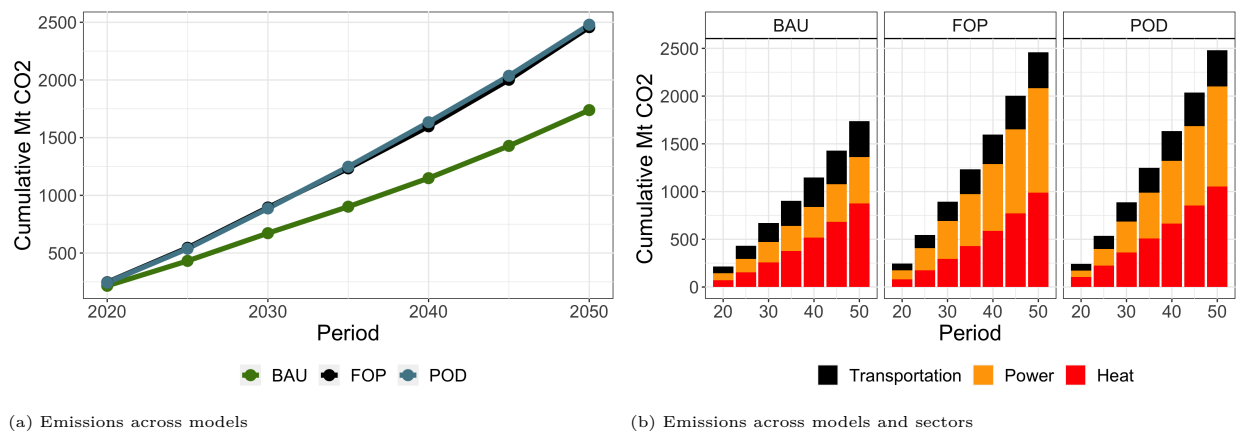 Cumulative Mt CO2
2500
2000
1500
1000
500
2020
2030
2040
2050
Period
BAU
FOP
POD
(a) Emissions across models
BAU
FOP
POD
Cumulative Mt CO2
2500
2000
1500
1000
500
0
20 30 40 50
20 30 40 50
20 30 40 50
Period
Transportation
Power
Heat
(b) Emissions across models and sectors